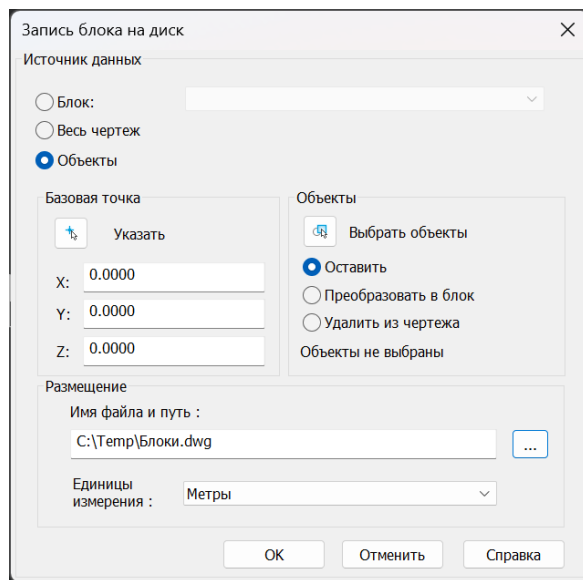 Запись блока на диск
Источник данных
Блок:
Весь чертеж
Объекты
Базовая точка
Указать
X: 0.0000
Y: 0.0000
Z: 0.0000
Объекты
Выбрать объекты
Оставить
Преобразовать в блок
Удалить из чертежа
Объекты не выбраны
Размещение
Имя файла и путь :
C:\Temp\Блоки.dwg
...
Единицы
измерения :
Метры
OK Отменить Справка